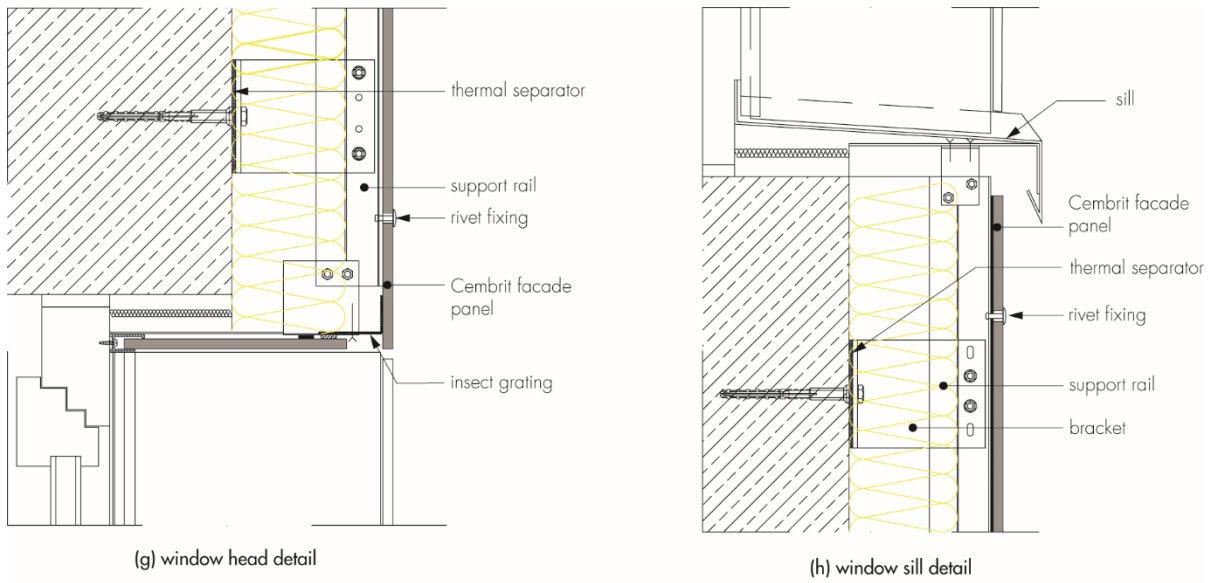 thermal separator
support rail
rivet fixing
Cembrit facade
panel
insect grating
(g) window head detail
sill
Cembrit facade
panel
thermal separator
rivet fixing
support rail
bracket
(h) window sill detail